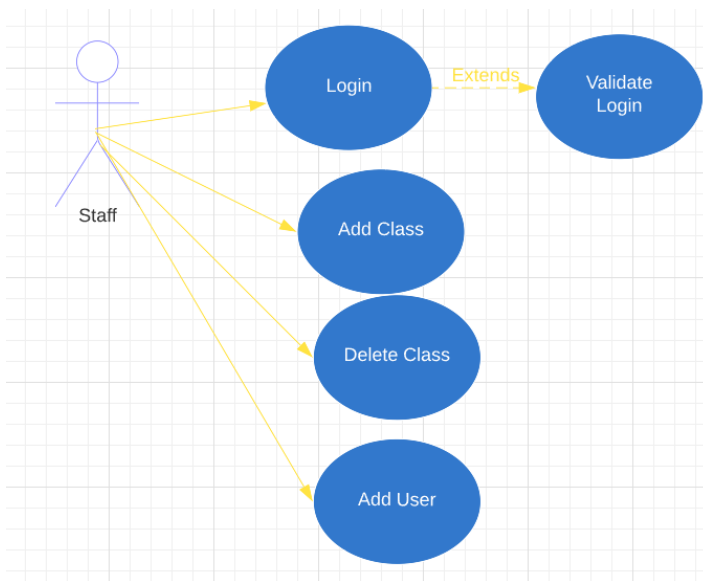 Login
Extends
Validate
Login
Staff
Add Class
Delete Class
Add User